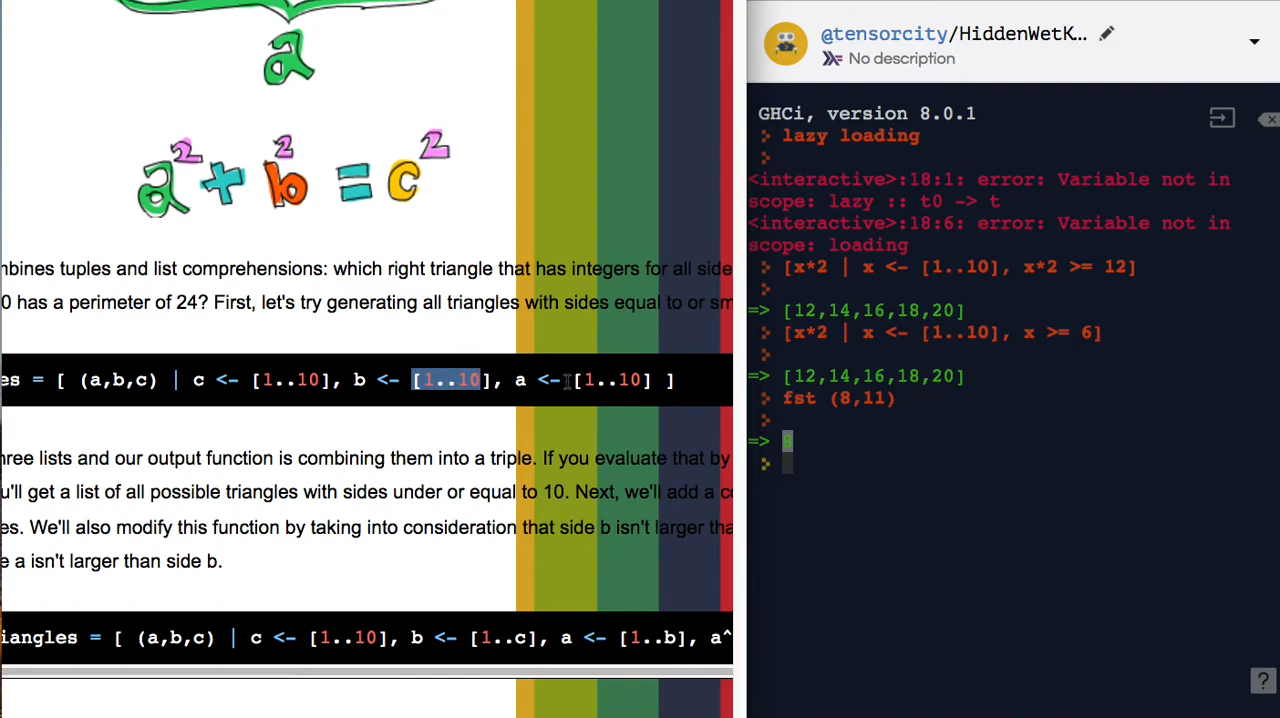 a
a² + b² = c²
mbines tuples and list comprehensions: which right triangle that has integers for all side
0 has a perimeter of 24? First, let's try generating all triangles with sides equal to or sm
es = [ (a,b,c) | c <- [1..10], b <- [1..10], a <- [1..10] ]
hree lists and our output function is combining them into a triple. If you evaluate that by
u'll get a list of all possible triangles with sides under or equal to 10. Next, we'll add a co
es. We'll also modify this function by taking into consideration that side b isn't larger tha
e a isn't larger than side b.
iangles = [ (a,b,c) | c <- [1..10], b <- [1..c], a <- [1..b], a^
@tensorcity/HiddenWetK...
No description
GHCi, version 8.0.1
lazy loading
<interactive>:18:1: error: Variable not in
scope: lazy :: t0 -> t
<interactive>:18:6: error: Variable not in
scope: loading
[x*2 | x <- [1..10], x*2 >= 12]
=> [12,14,16,18,20]
[x*2 | x <- [1..10], x >= 6]
=> [12,14,16,18,20]
fst (8,11)
=>
?